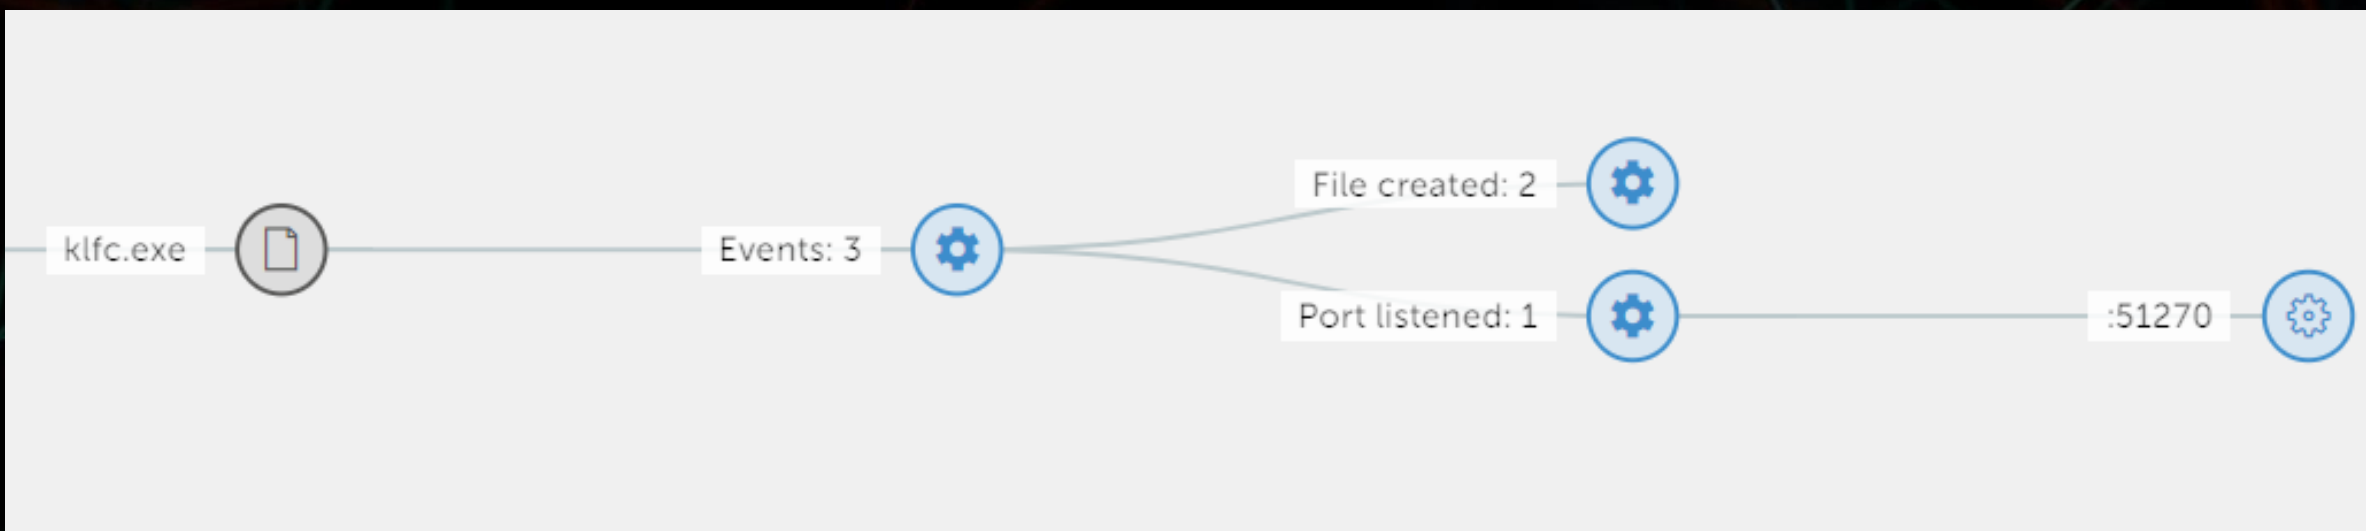 klfc.exe
Events: 3
File created: 2
Port listened: 1
:51270